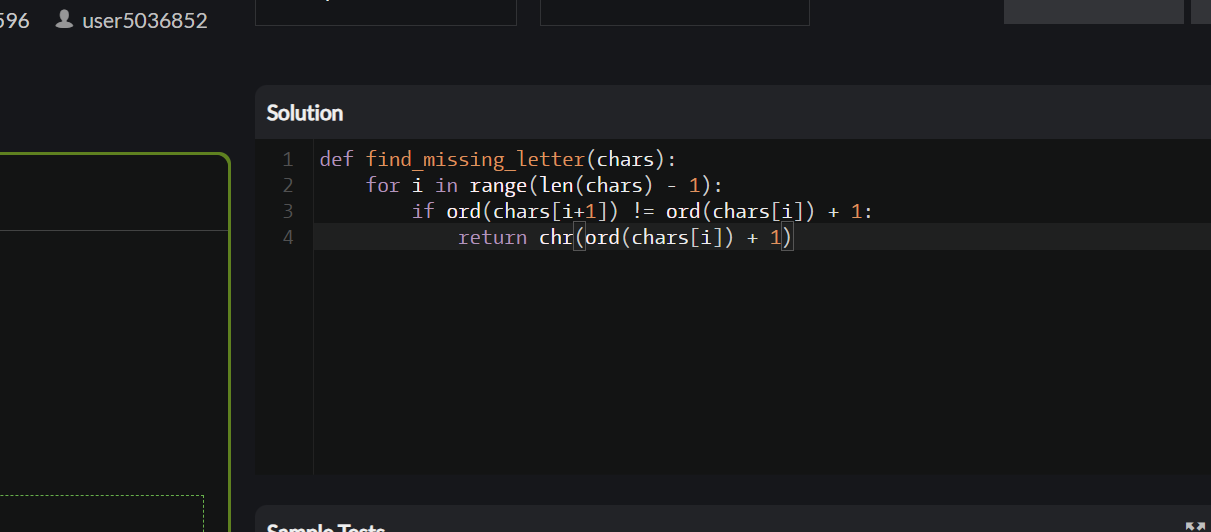 596 user5036852
Solution
1 def find_missing_letter(chars):
2 for i in range(len(chars) - 1):
3 if ord(chars[i+1]) != ord(chars[i]) + 1:
4 return chr(ord(chars[i]) + 1)
Sample Tests